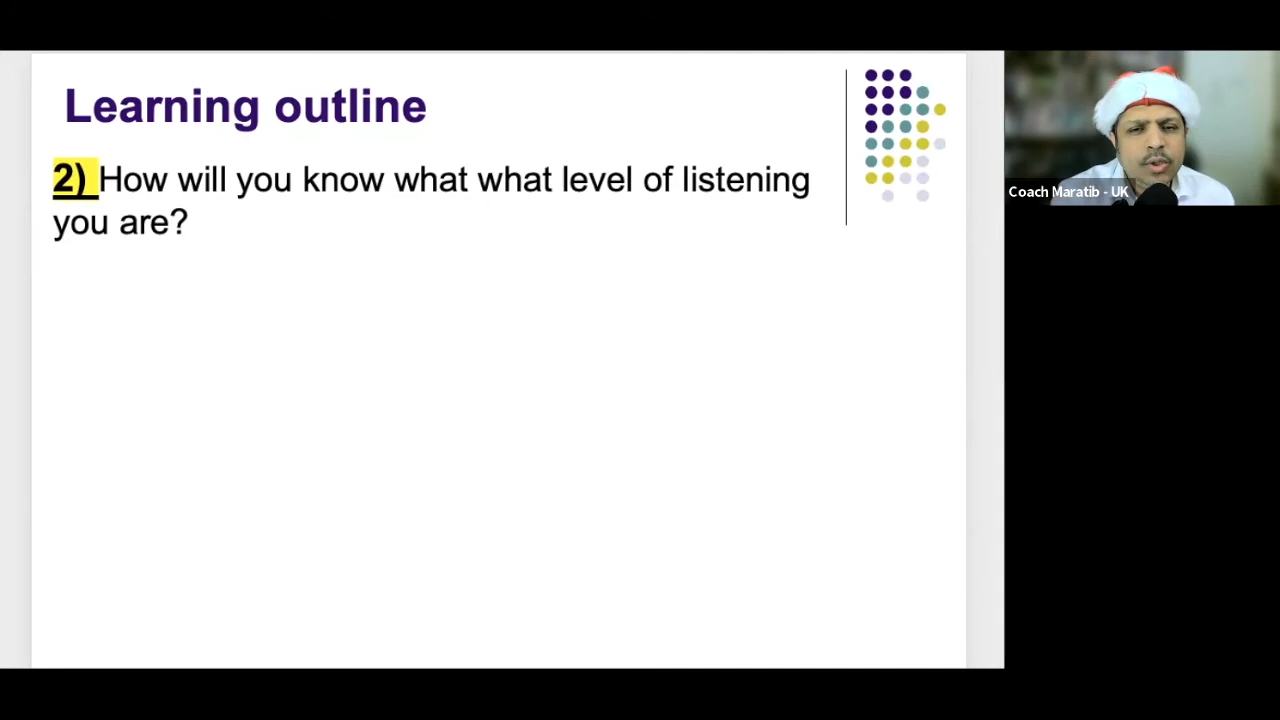 Learning outline
2) How will you know what what level of listening
you are?
Coach Maratib - UK